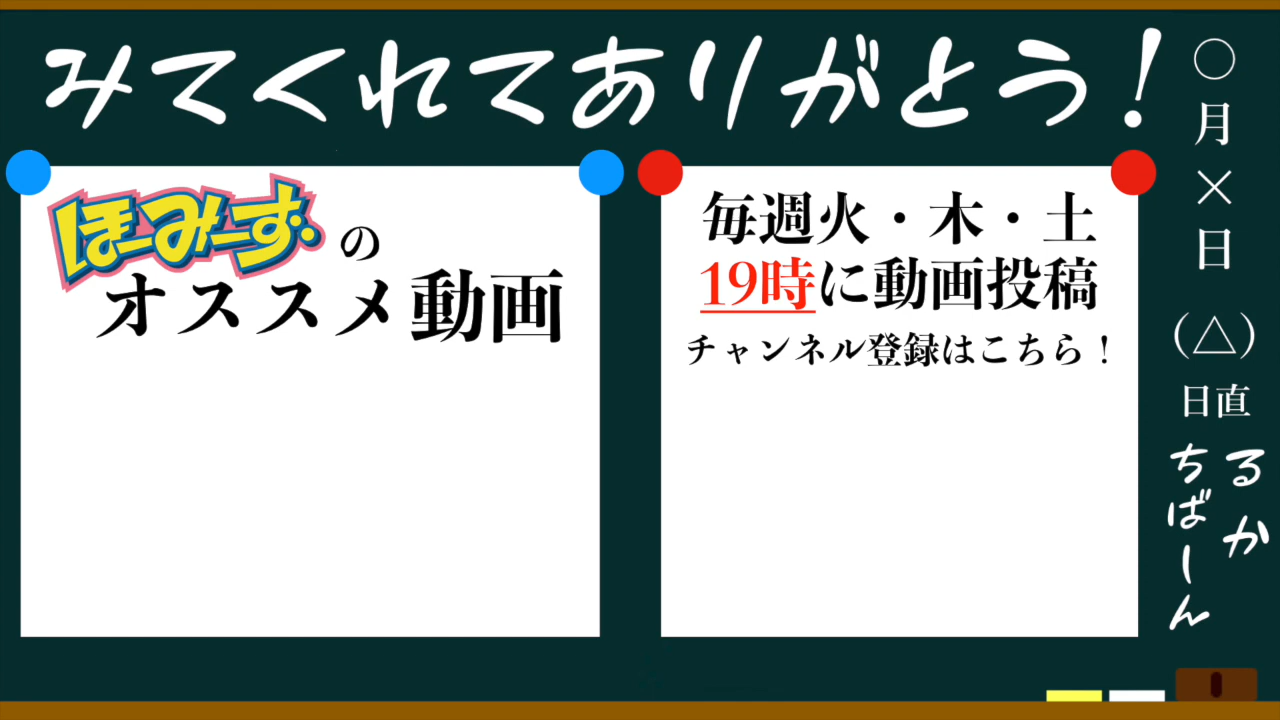 みてくれてありがとう!
ほーみーず。の
オススメ動画
毎週火・木・土
19時に動画投稿
チャンネル登録はこちら！
○月×日(△)
日直
るか
ちばーん